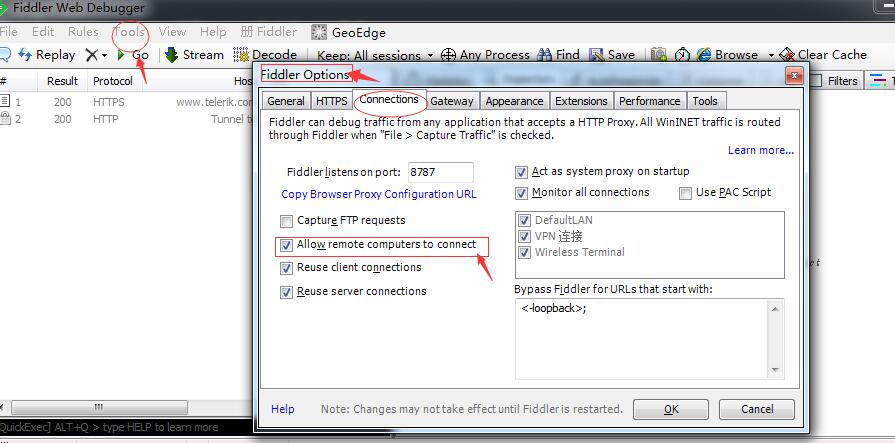 Fiddler Web Debugger
File Edit Rules Tools View Help Fiddler GeoEdge
Replay Go Stream Decode Keep: All sessions Any Process Find Save Browse Clear Cache
# Result Protocol Hos
Filters
1 200 HTTPS www.telerik.co
2 200 HTTP Tunnel t
Fiddler Options
General HTTPS Connections Gateway Appearance Extensions Performance Tools
Fiddler can debug traffic from any application that accepts a HTTP Proxy. All WinINET traffic is routed
through Fiddler when "File > Capture Traffic" is checked.
Learn more...
Fiddler listens on port: 8787
Copy Browser Proxy Configuration URL
Capture FTP requests
Allow remote computers to connect
Reuse client connections
Reuse server connections
Act as system proxy on startup
Monitor all connections Use PAC Script
DefaultLAN
VPN 连接
Wireless Terminal
Bypass Fiddler for URLs that start with:
<-loopback>;
Help Note: Changes may not take effect until Fiddler is restarted. OK Cancel
QuickExec] ALT+Q > type HELP to learn more